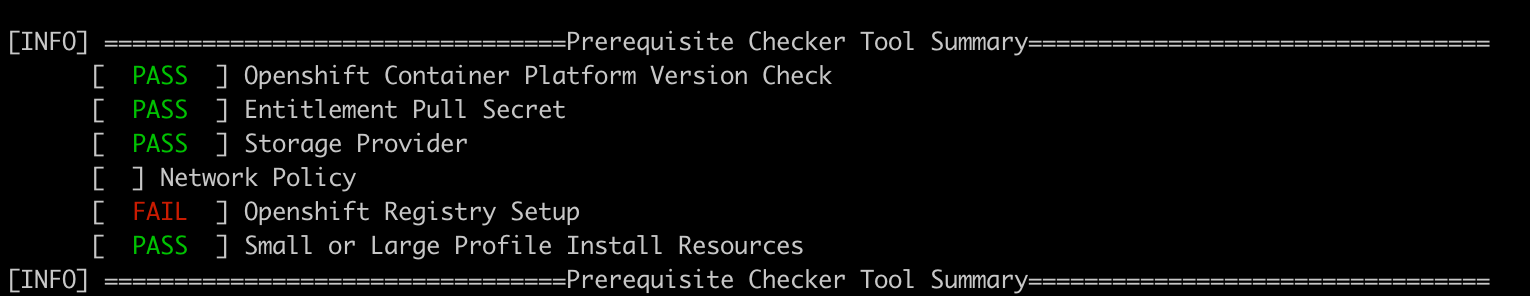 [INFO] =================================Prerequisite Checker Tool Summary=================================
[ PASS ] Openshift Container Platform Version Check
[ PASS ] Entitlement Pull Secret
[ PASS ] Storage Provider
[ ] Network Policy
[ FAIL ] Openshift Registry Setup
[ PASS ] Small or Large Profile Install Resources
[INFO] =================================Prerequisite Checker Tool Summary=================================